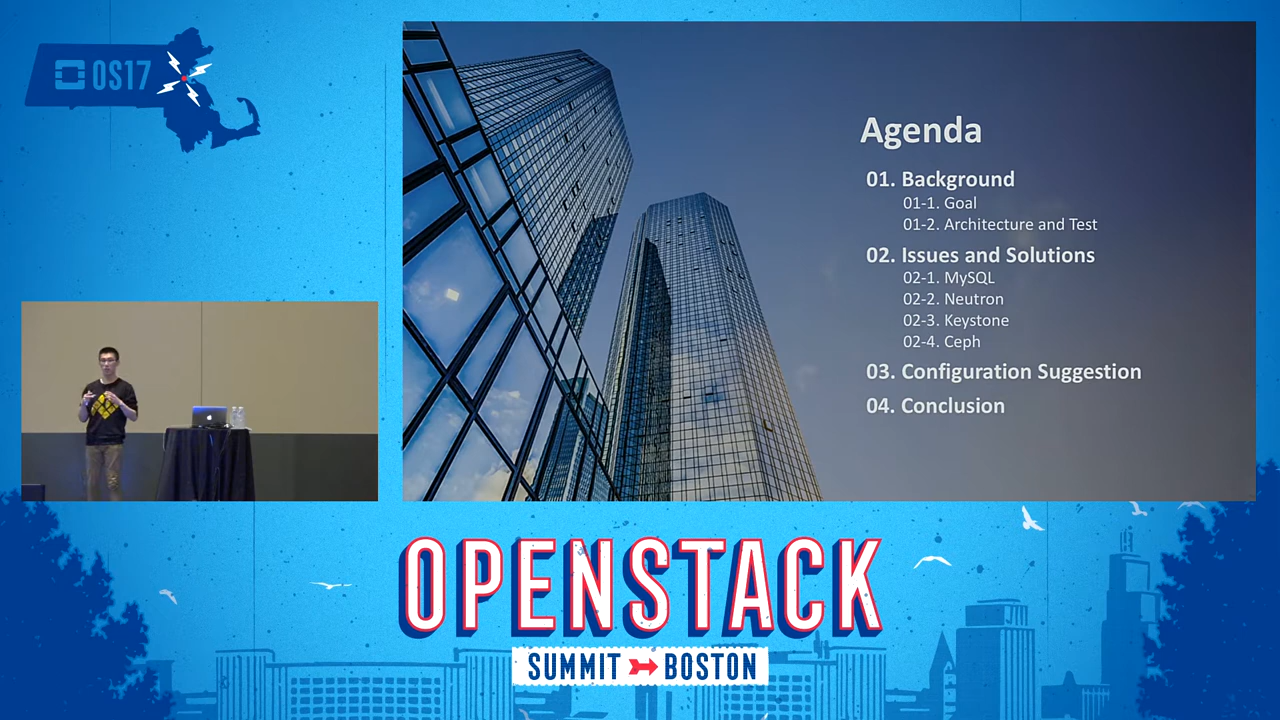 OS17
Agenda
01. Background
01-1. Goal
01-2. Architecture and Test
02. Issues and Solutions
02-1. MySQL
02-2. Neutron
02-3. Keystone
02-4. Ceph
03. Configuration Suggestion
04. Conclusion
OPENSTACK
SUMMIT BOSTON